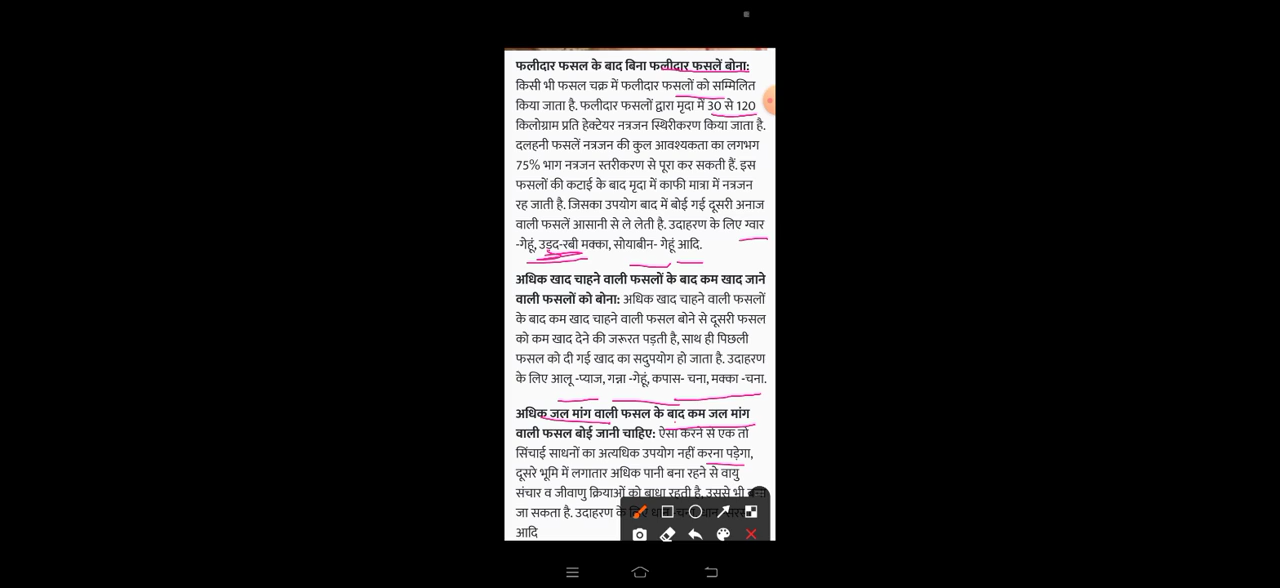 फलीदार फसल के बाद बिना फलीदार फसलें बोना:
किसी भी फसल चक्र में फलीदार फसलों को सम्मिलित
किया जाता है. फलीदार फसलों द्वारा मृदा में 30 से 120
किलोग्राम प्रति हेक्टेयर नत्रजन स्थिरीकरण किया जाता है.
दलहनी फसलें नत्रजन की कुल आवश्यकता का लगभग
75% भाग नत्रजन स्तरीकरण से पूरा कर सकती हैं. इस
फसलों की कटाई के बाद मृदा में काफी मात्रा में नत्रजन
रह जाती है. जिसका उपयोग बाद में बोई गई दूसरी अनाज
वाली फसलें आसानी से ले लेती है. उदाहरण के लिए ग्वार
-गेहूं, उड़द-रबी मक्का, सोयाबीन- गेहूं आदि.
अधिक खाद चाहने वाली फसलों के बाद कम खाद जाने
वाली फसलों को बोना: अधिक खाद चाहने वाली फसलों
के बाद कम खाद चाहने वाली फसल बोने से दूसरी फसल
को कम खाद देने की जरूरत पड़ती है, साथ ही पिछली
फसल को दी गई खाद का सदुपयोग हो जाता है. उदाहरण
के लिए आलू -प्याज, गन्ना -गेहूं, कपास- चना, मक्का -चना.
अधिक जल मांग वाली फसल के बाद कम जल मांग
वाली फसल बोई जानी चाहिए: ऐसा करने से एक तो
सिंचाई साधनों का अत्यधिक उपयोग नहीं करना पड़ेगा,
दूसरे भूमि में लगातार अधिक पानी बना रहने से वायु
संचार व जीवाणु क्रियाओं को बाधा रहती है, उससे भी
जा सकता है. उदाहरण के
आदि